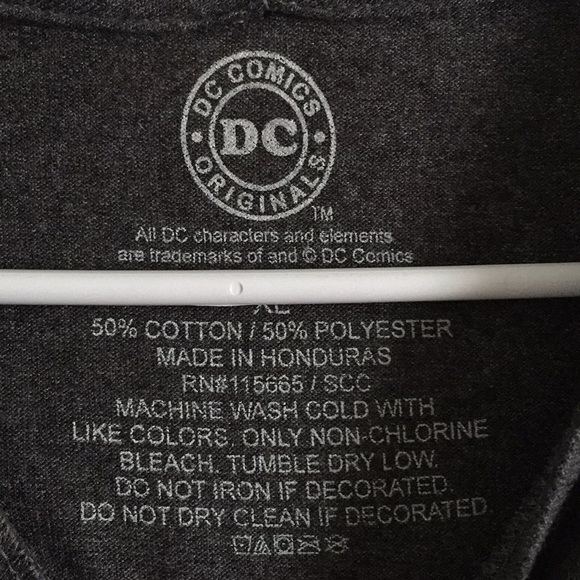 DC COMICS
DC
ORIGINALS
TM
All DC characters and elements
are trademarks of and © DC Comics
XL
50% COTTON / 50% POLYESTER
MADE IN HONDURAS
RN#115665 / SCC
MACHINE WASH COLD WITH
LIKE COLORS. ONLY NON-CHLORINE
BLEACH. TUMBLE DRY LOW.
DO NOT IRON IF DECORATED.
DO NOT DRY CLEAN IF DECORATED.